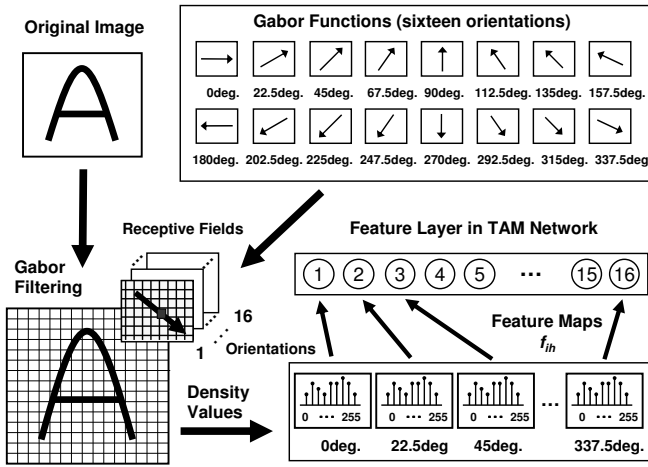 Original Image
Gabor Functions (sixteen orientations)
0deg. 22.5deg. 45deg. 67.5deg. 90deg. 112.5deg. 135deg. 157.5deg.
180deg. 202.5deg. 225deg. 247.5deg. 270deg. 292.5deg. 315deg. 337.5deg.
Receptive Fields
Feature Layer in TAM Network
Gabor
Filtering
1 2 3 4 5 ... 15 16
16
1
Orientations
Feature Maps
fih
Density
Values
0 ... 255 0 ... 255 0 ... 255 ... 0 ... 255
0deg. 22.5deg 45deg. 337.5deg